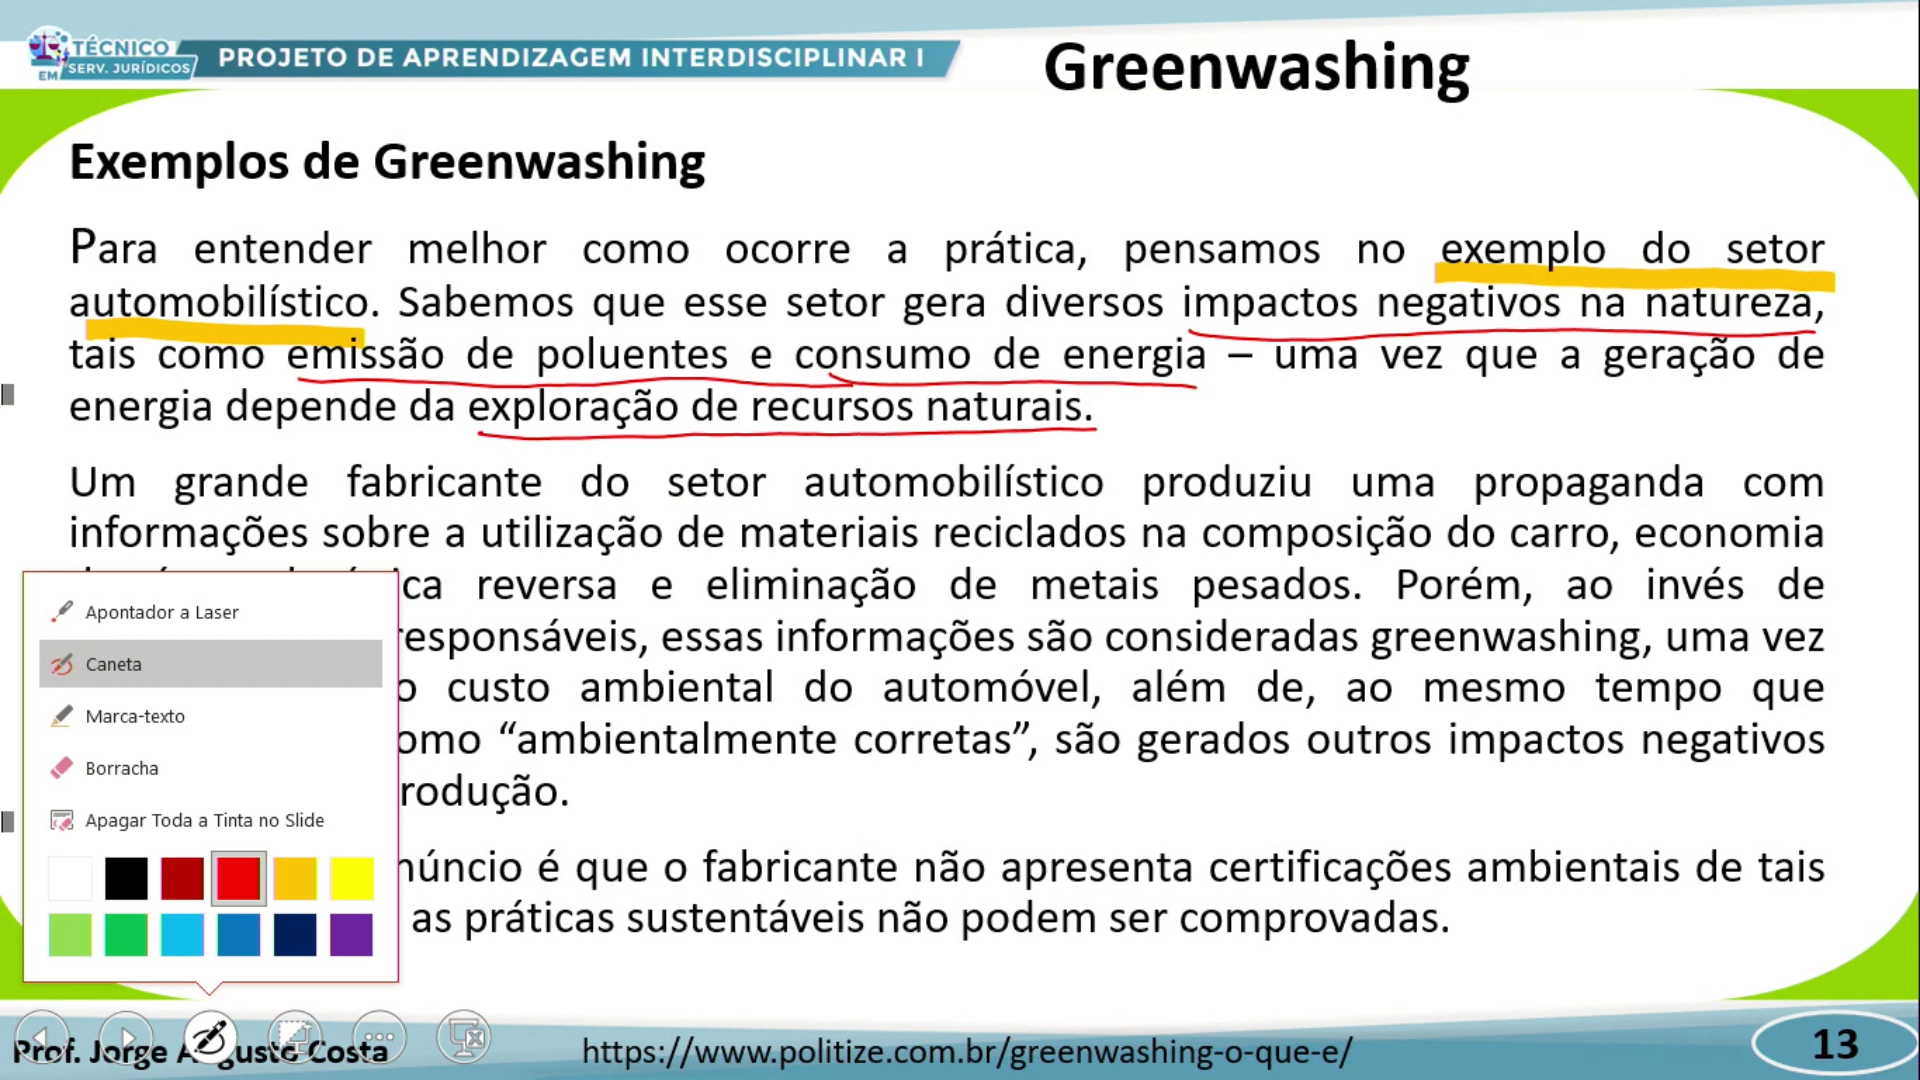 TÉCNICO
EM SERV. JURÍDICOS
PROJETO DE APRENDIZAGEM INTERDISCIPLINAR I
Greenwashing
Exemplos de Greenwashing
Para entender melhor como ocorre a prática, pensamos no exemplo do setor
automobilístico. Sabemos que esse setor gera diversos impactos negativos na natureza,
tais como emissão de poluentes e consumo de energia – uma vez que a geração de
energia depende da exploração de recursos naturais.
Um grande fabricante do setor automobilístico produziu uma propaganda com
informações sobre a utilização de materiais reciclados na composição do carro, economia
reversa e eliminação de metais pesados. Porém, ao invés de
responsáveis, essas informações são consideradas greenwashing, uma vez
o custo ambiental do automóvel, além de, ao mesmo tempo que
omo “ambientalmente corretas”, são gerados outros impactos negativos
rodução.
núncio é que o fabricante não apresenta certificações ambientais de tais
as práticas sustentáveis não podem ser comprovadas.
Apontador a Laser
Caneta
Marca-texto
Borracha
Apagar Toda a Tinta no Slide
Prof. Jorge Augusto Costa
https://www.politize.com.br/greenwashing-o-que-e/
13